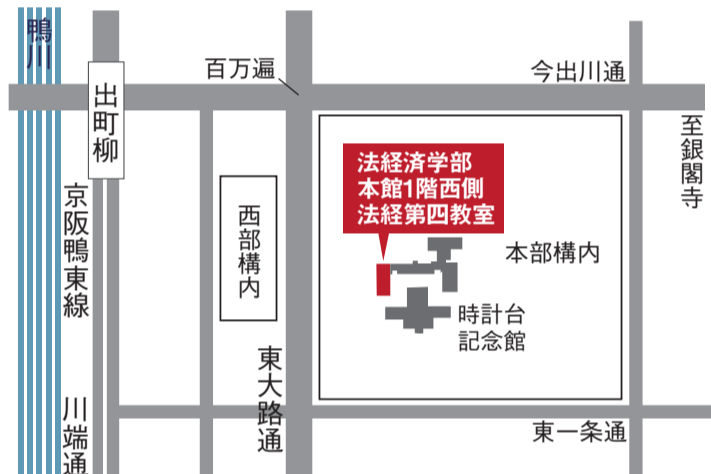 鴨川
百万遍
今出川通
出町柳
至銀閣寺
法経済学部
本館1階西側
法経第四教室
京阪鴨東線
西部構内
本部構内
時計台
記念館
東大路通
川端通
東一条通